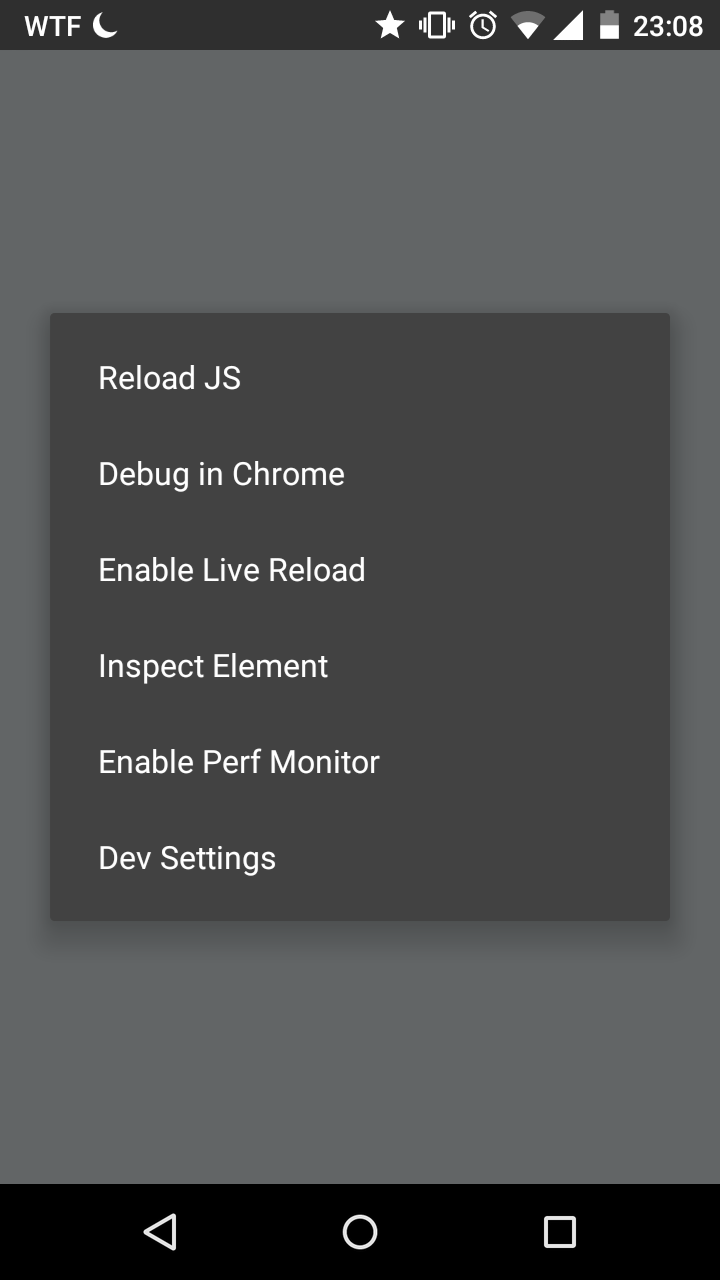 WTF 23:08
Reload JS
Debug in Chrome
Enable Live Reload
Inspect Element
Enable Perf Monitor
Dev Settings